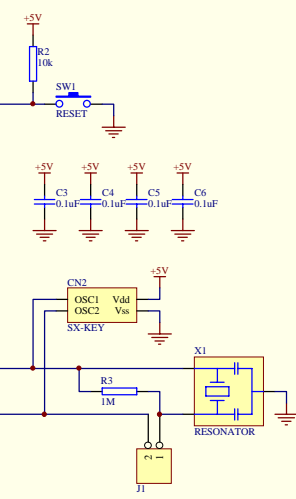 +5V
R2
10k
SW1
RESET
+5V +5V +5V +5V
C3 C4 C5 C6
0.1uF 0.1uF 0.1uF 0.1uF
+5V
CN2
OSC1 Vdd
OSC2 Vss
SX-KEY
X1
R3
1M
RESONATOR
2 1
J1